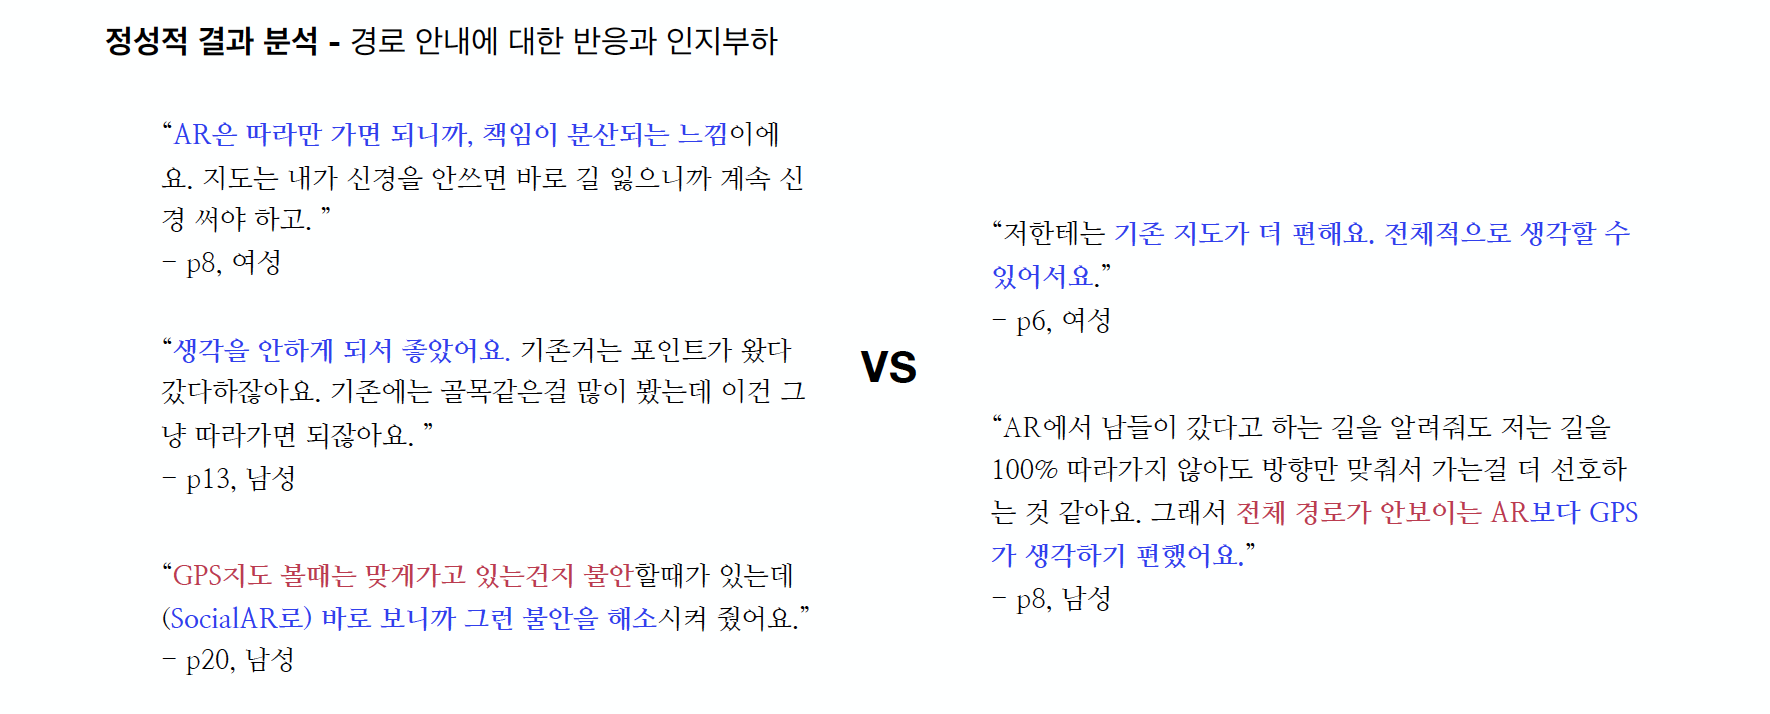 정성적 결과 분석 - 경로 안내에 대한 반응과 인지부하
“AR은 따라만 가면 되니까, 책임이 분산되는 느낌이에
요. 지도는 내가 신경을 안쓰면 바로 길 잃으니까 계속 신
경 써야 하고. ”
– p8, 여성
“생각을 안하게 되서 좋았어요. 기존거는 포인트가 왔다
갔다하잖아요. 기존에는 골목같은걸 많이 봤는데 이건 그
냥 따라가면 되잖아요. ”
– p13, 남성
“GPS지도 볼때는 맞게가고 있는건지 불안할때가 있는데
(SocialAR로) 바로 보니까 그런 불안을 해소시켜 줬어요.”
– p20, 남성
VS
“저한테는 기존 지도가 더 편해요. 전체적으로 생각할 수
있어서요.”
– p6, 여성
“AR에서 남들이 갔다고 하는 길을 알려줘도 저는 길을
100% 따라가지 않아도 방향만 맞춰서 가는걸 더 선호하
는 것 같아요. 그래서 전체 경로가 안보이는 AR보다 GPS
가 생각하기 편했어요.”
– p8, 남성